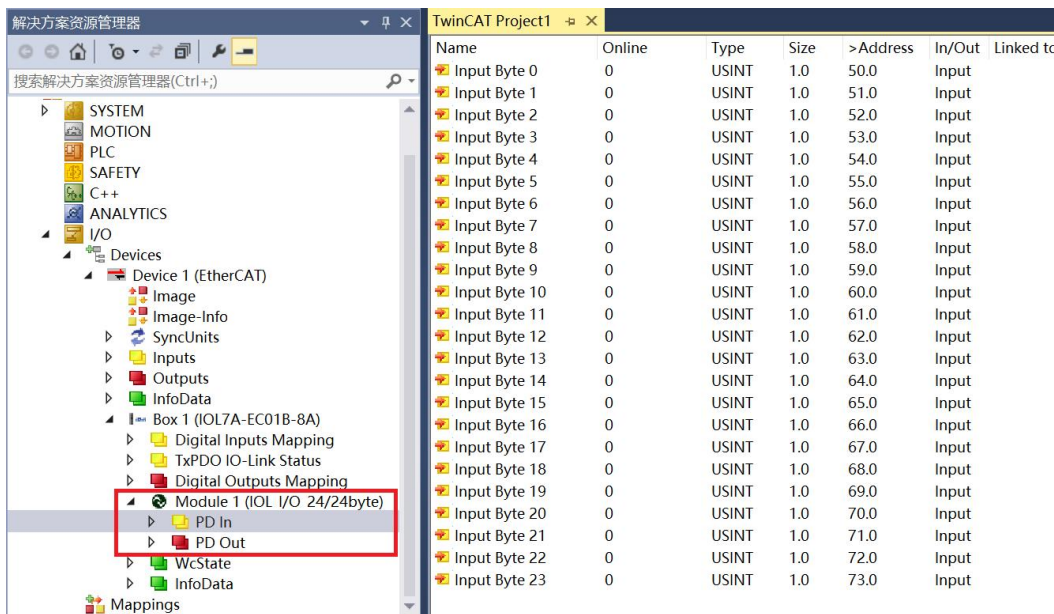 解决方案资源管理器
搜索解决方案资源管理器(Ctrl+;)
SYSTEM
MOTION
PLC
SAFETY
C++
ANALYTICS
I/O
Devices
Device 1 (EtherCAT)
Image
Image-Info
SyncUnits
Inputs
Outputs
InfoData
Box 1 (IOL7A-EC01B-8A)
Digital Inputs Mapping
TxPDO IO-Link Status
Digital Outputs Mapping
Module 1 (IOL I/O 24/24byte)
PD In
PD Out
WcState
InfoData
Mappings
TwinCAT Project1
Name Online Type Size >Address In/Out Linked to
Input Byte 0 0 USINT 1.0 50.0 Input
Input Byte 1 0 USINT 1.0 51.0 Input
Input Byte 2 0 USINT 1.0 52.0 Input
Input Byte 3 0 USINT 1.0 53.0 Input
Input Byte 4 0 USINT 1.0 54.0 Input
Input Byte 5 0 USINT 1.0 55.0 Input
Input Byte 6 0 USINT 1.0 56.0 Input
Input Byte 7 0 USINT 1.0 57.0 Input
Input Byte 8 0 USINT 1.0 58.0 Input
Input Byte 9 0 USINT 1.0 59.0 Input
Input Byte 10 0 USINT 1.0 60.0 Input
Input Byte 11 0 USINT 1.0 61.0 Input
Input Byte 12 0 USINT 1.0 62.0 Input
Input Byte 13 0 USINT 1.0 63.0 Input
Input Byte 14 0 USINT 1.0 64.0 Input
Input Byte 15 0 USINT 1.0 65.0 Input
Input Byte 16 0 USINT 1.0 66.0 Input
Input Byte 17 0 USINT 1.0 67.0 Input
Input Byte 18 0 USINT 1.0 68.0 Input
Input Byte 19 0 USINT 1.0 69.0 Input
Input Byte 20 0 USINT 1.0 70.0 Input
Input Byte 21 0 USINT 1.0 71.0 Input
Input Byte 22 0 USINT 1.0 72.0 Input
Input Byte 23 0 USINT 1.0 73.0 Input